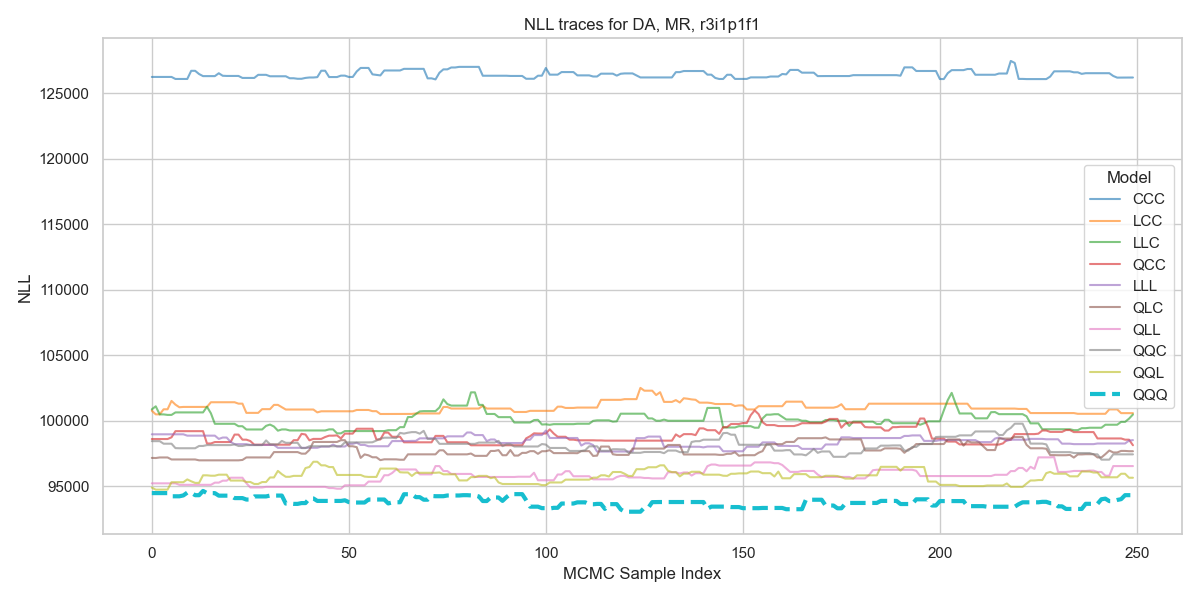 NLL traces for DA, MR, r3i1p1f1
NLL
125000
120000
115000
110000
105000
100000
95000
0
50
100
150
200
250
MCMC Sample Index
Model
CCC
LCC
LLC
QCC
LLL
QLC
QLL
QQC
QQL
QQQ